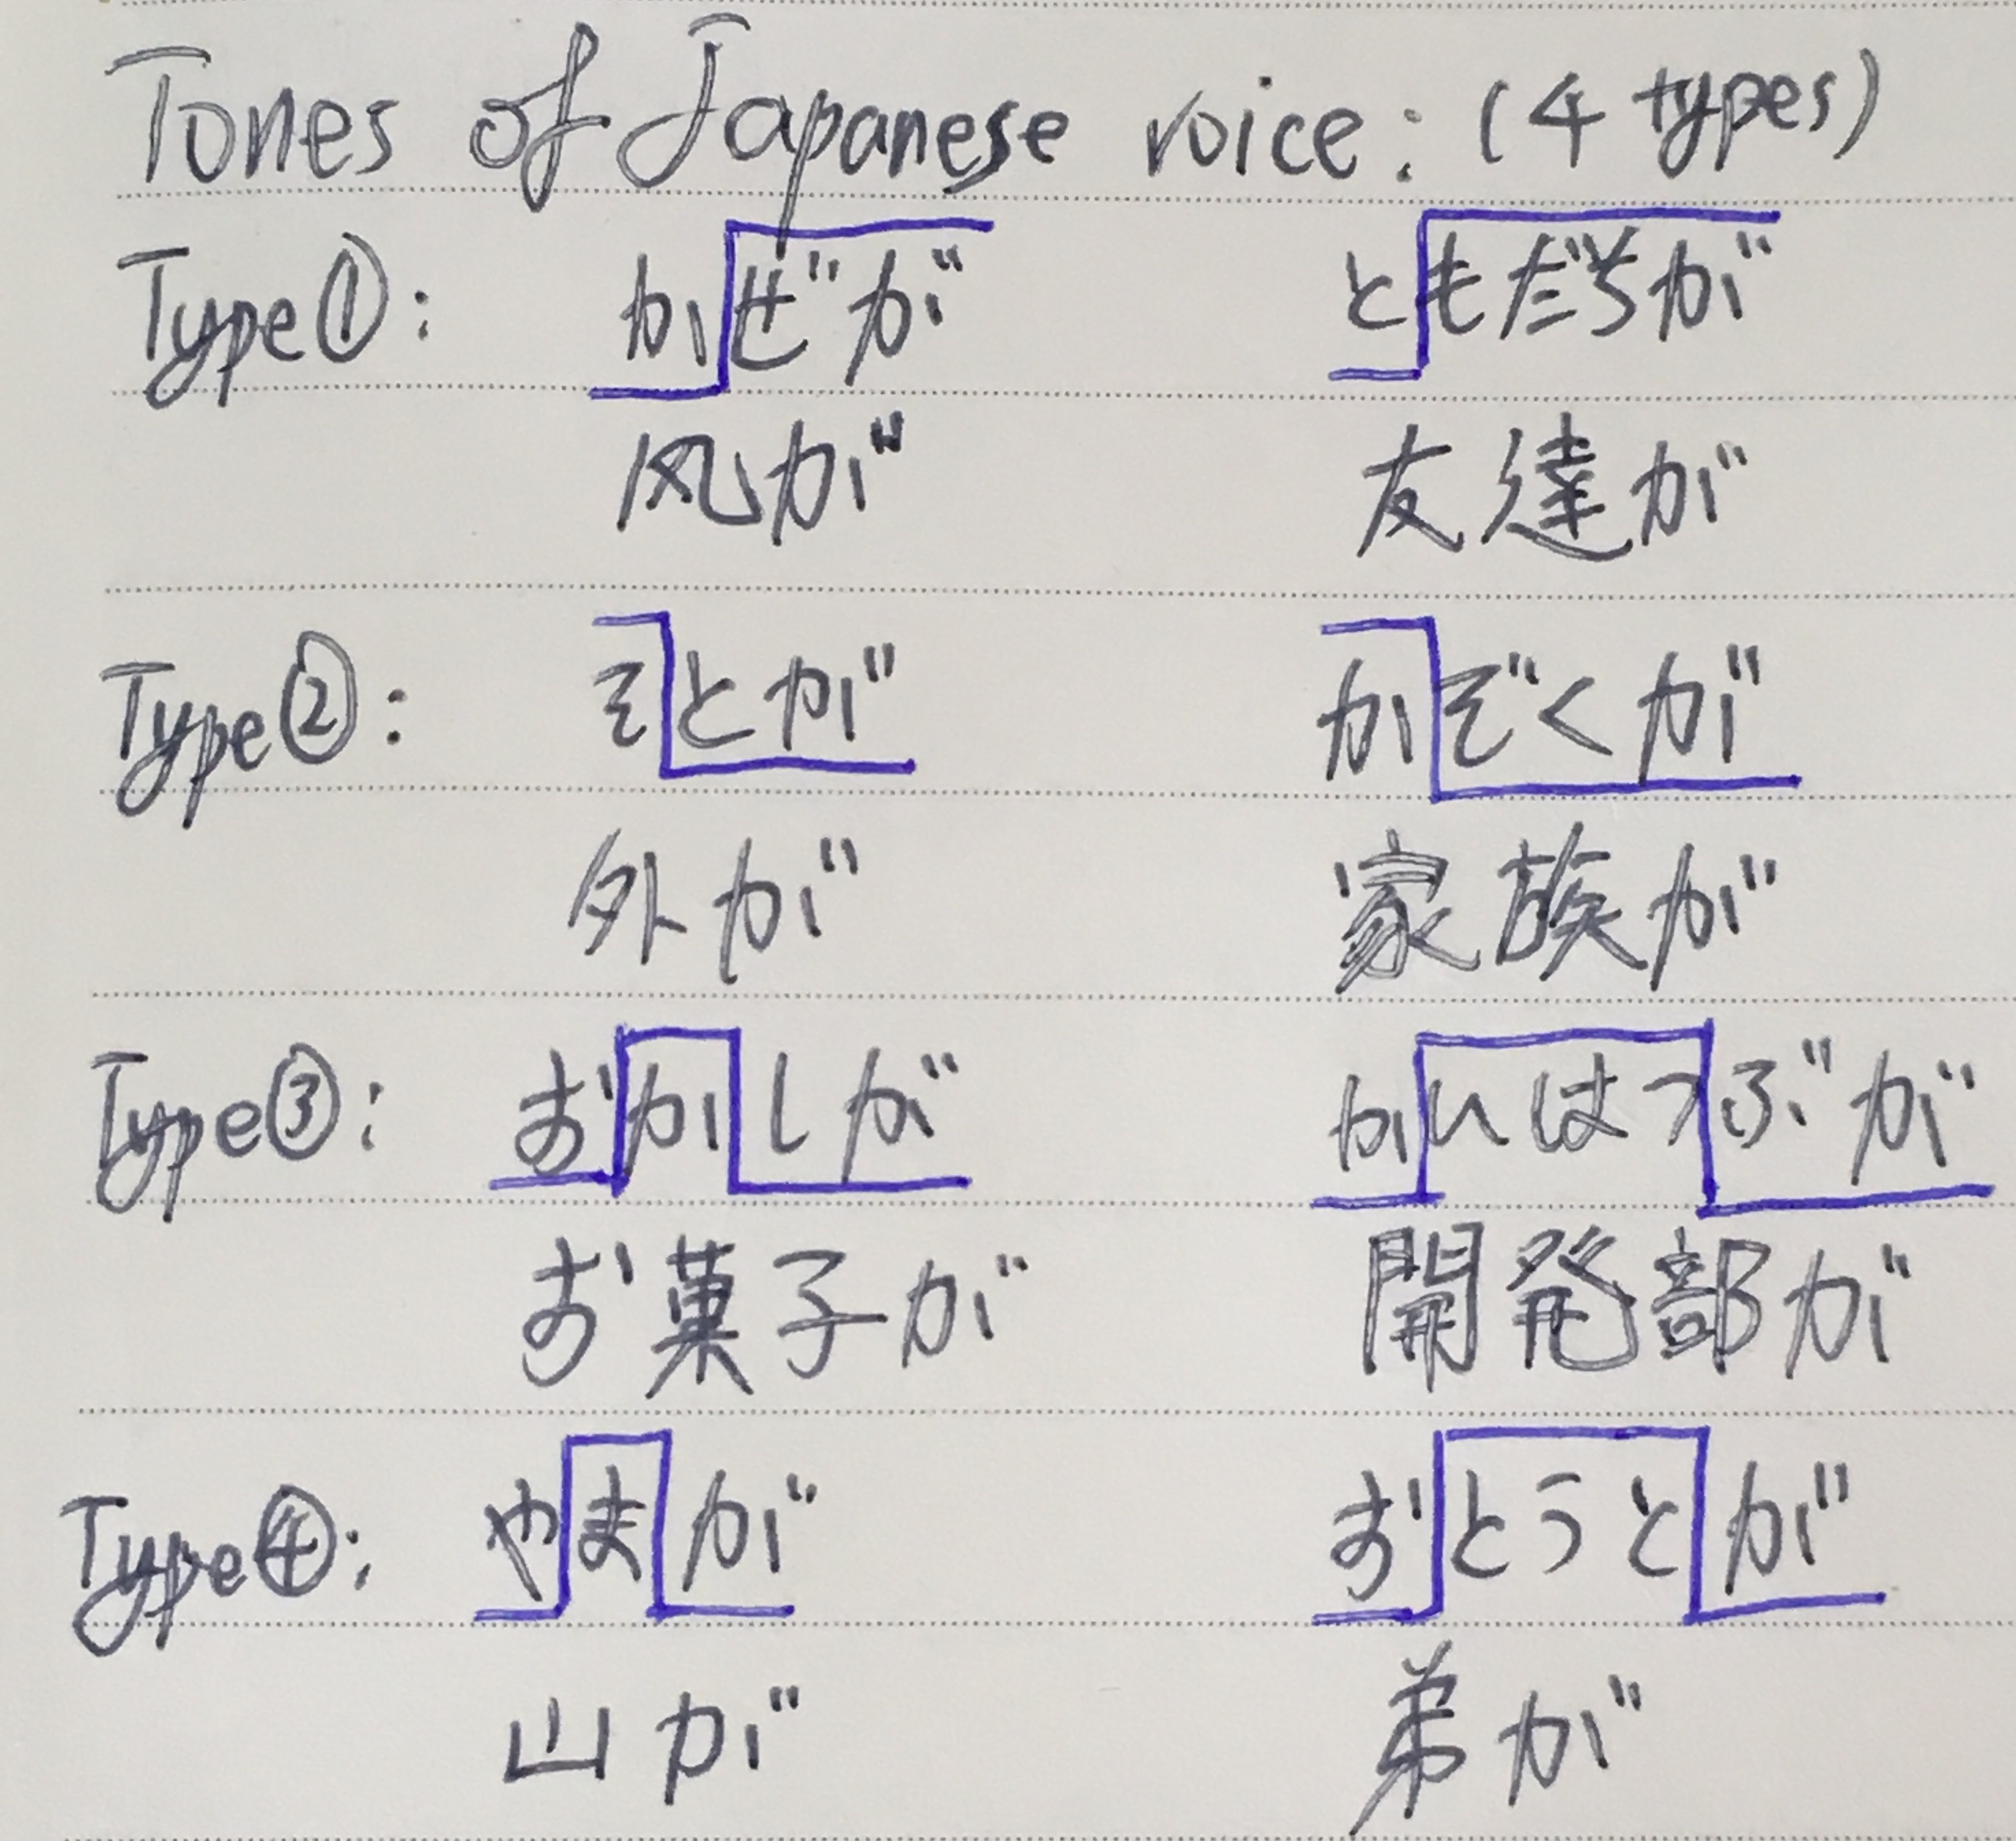 Tones of Japanese voice: (4 types)
Type①: かぜが ともだちが
風が 友達が
Type②: そとが かぞくが
外が 家族が
Type③: おかしが かいはつぶが
お菓子が 開発部が
Type④: やまが おとうとが
山が 弟が